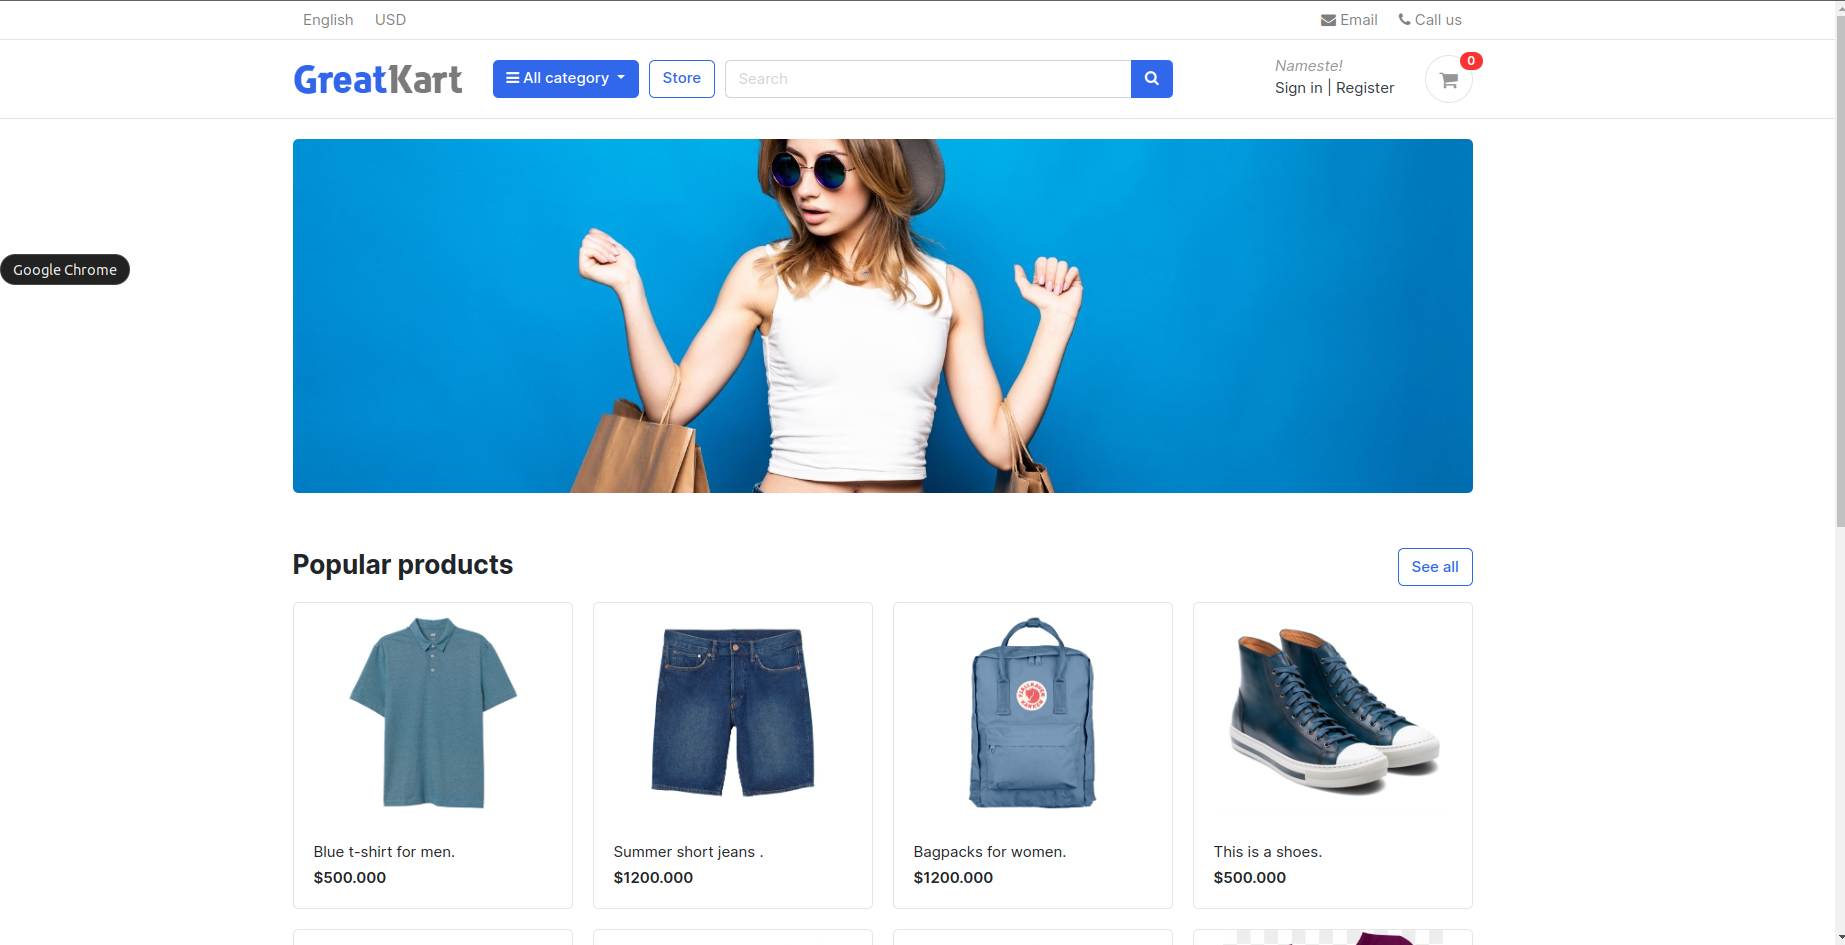 English USD Email Call us
GreatKart All category Store Search Nameste! 0
Sign in | Register
Google Chrome
Popular products See all
Blue t-shirt for men. Summer short jeans . Bagpacks for women. This is a shoes.
$500.000 $1200.000 $1200.000 $500.000